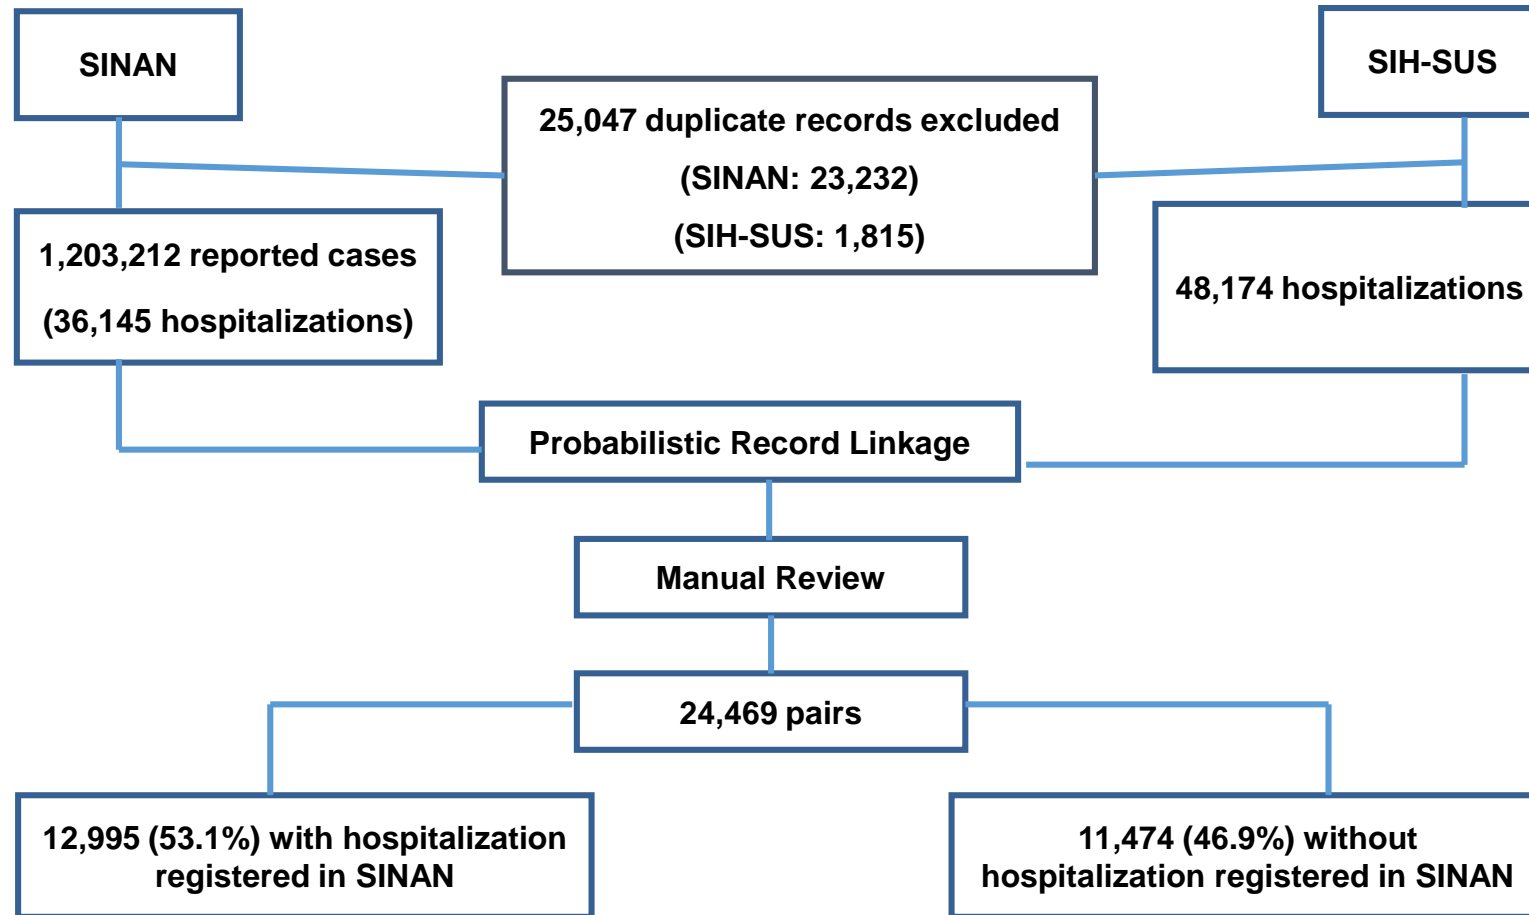 SINAN
SIH-SUS
25,047 duplicate records excluded
(SINAN: 23,232)
(SIH-SUS: 1,815)
1,203,212 reported cases
(36,145 hospitalizations)
48,174 hospitalizations
Probabilistic Record Linkage
Manual Review
24,469 pairs
12,995 (53.1%) with hospitalization
registered in SINAN
11,474 (46.9%) without
hospitalization registered in SINAN